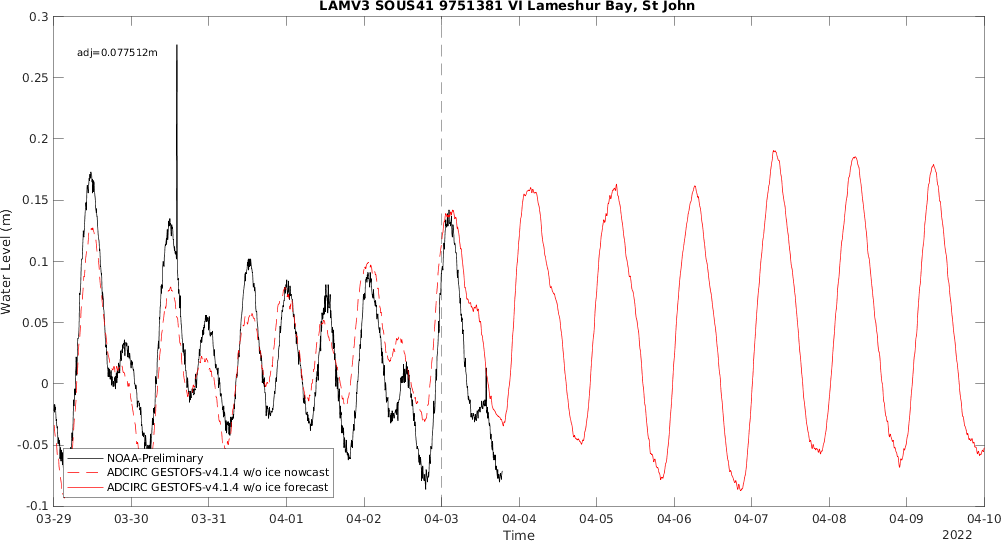 LAMV3 SOUS41 9751381 VI Lameshur Bay, St John
0.3
adj=0.077512m
0.25
0.2
0.15
0.1
0.05
0
-0.05
-0.1
Water Level (m)
NOAA-Preliminary
ADCIRC GESTOFS-v4.1.4 w/o ice nowcast
ADCIRC GESTOFS-v4.1.4 w/o ice forecast
03-29 03-30 03-31 04-01 04-02 04-03 04-04 04-05 04-06 04-07 04-08 04-09 04-10
Time
2022